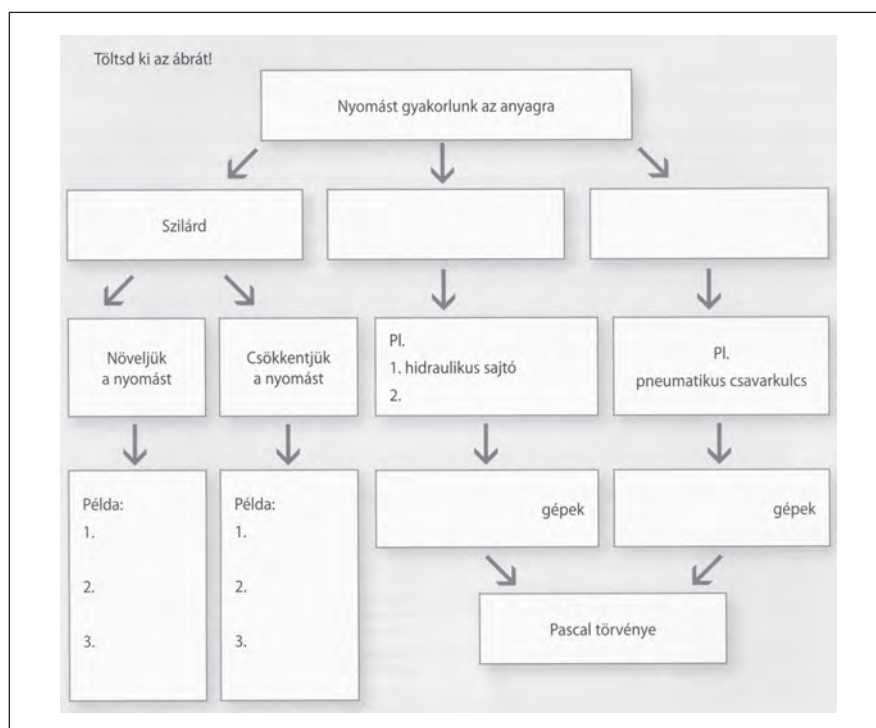 Töltsd ki az ábrát!
Nyomást gyakorlunk az anyagra
Szilárd
Növeljük
a nyomást
Csökkentjük
a nyomást
Pl.
1. hidraulikus sajtó
2.
Pl.
pneumatikus csavarkulcs
Példa:
1.
2.
3.
Példa:
1.
2.
3.
gépek
gépek
Pascal törvénye